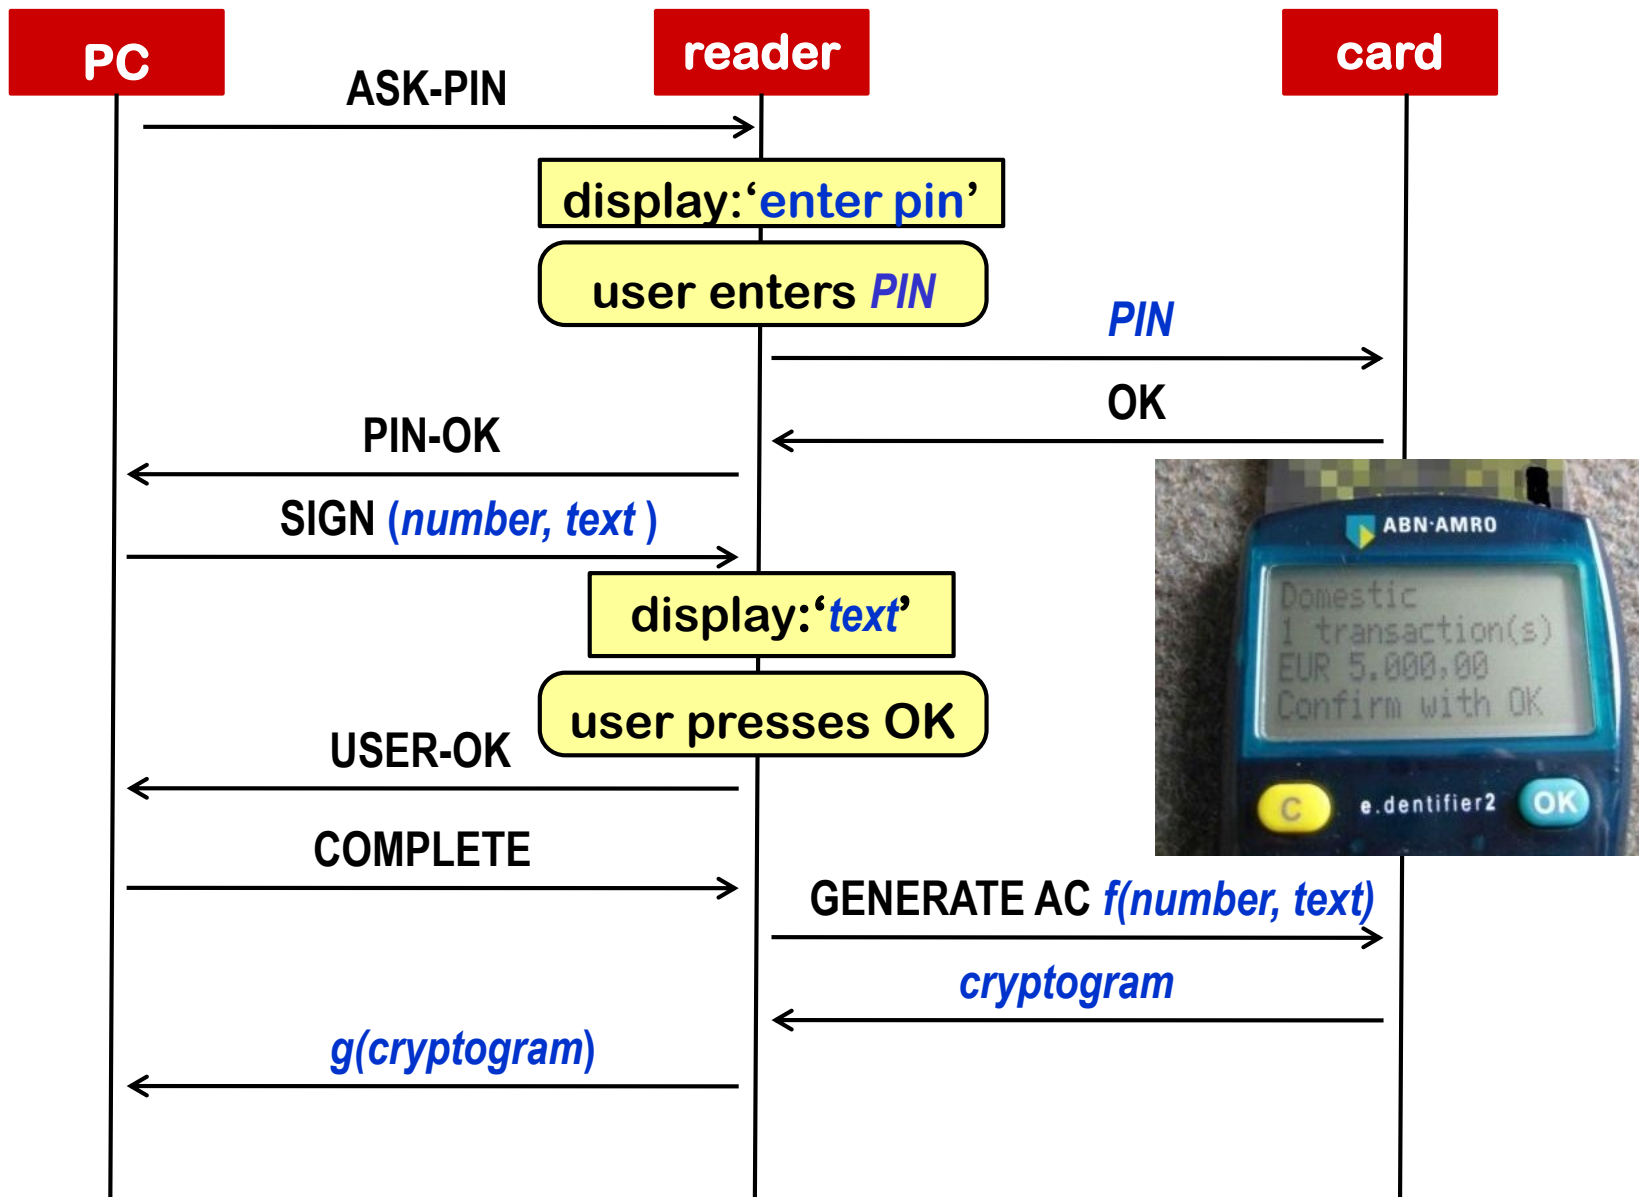 PC
reader
card
ASK-PIN
display:‘enter pin’
user enters PIN
PIN
OK
PIN-OK
SIGN (number, text )
display:‘text’
user presses OK
USER-OK
COMPLETE
GENERATE AC f(number, text)
cryptogram
g(cryptogram)
ABN·AMRO
Domestic
1 transaction(s)
EUR 5.000,00
Confirm with OK
C
e.dentifier2
OK